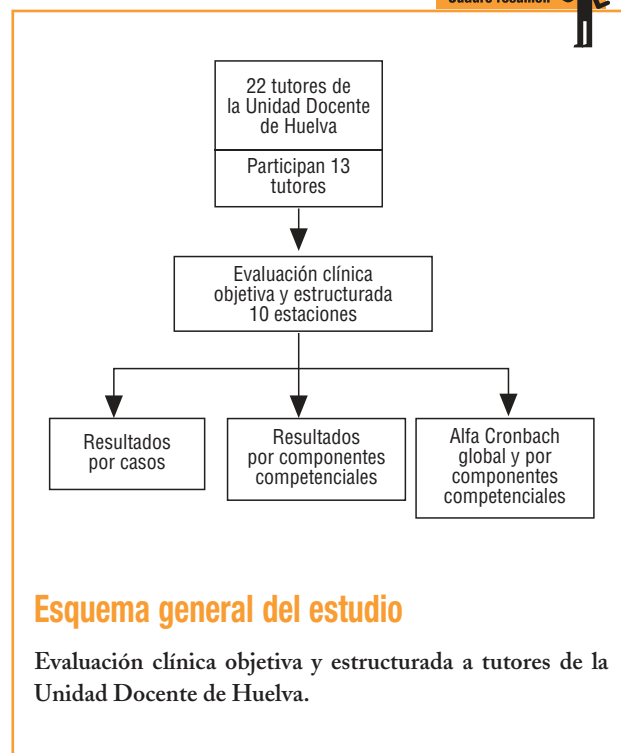 Cuadro resumen
22 tutores de
la Unidad Docente
de Huelva
Participan 13
tutores
Evaluación clínica
objetiva y estructurada
10 estaciones
Resultados
por casos
Resultados
por componentes
competenciales
Alfa Cronbach
global y por
componentes
competenciales
Esquema general del estudio
Evaluación clínica objetiva y estructurada a tutores de la
Unidad Docente de Huelva.